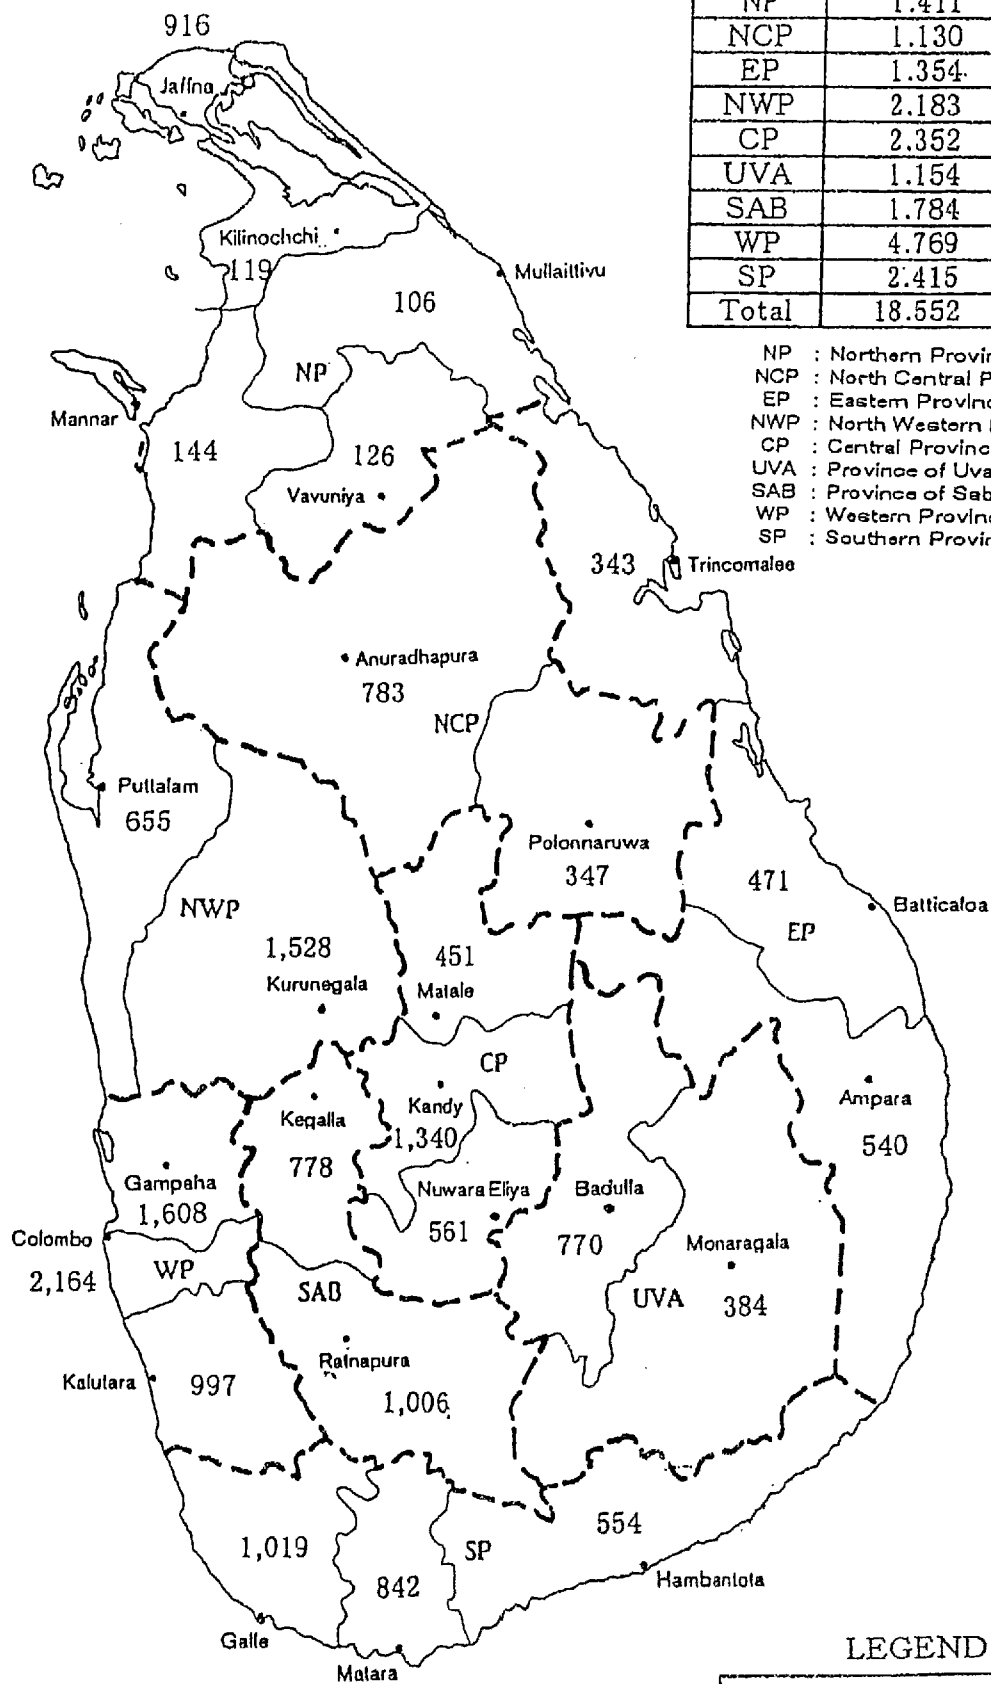 916
NP 1.411
NCP 1.130
EP 1.354
NWP 2.183
CP 2.352
UVA 1.154
SAB 1.784
WP 4.769
SP 2.415
Total 18.552
NP : Northern
NCP : North Central
EP : Eastern
NWP : North Western
CP : Central
UVA : Province of Uva
SAB : Province of
WP : Western
SP : Southern
Jaffna
Kilinochchi
119
Mullaittivu
106
NP
Mannar
144
126
Vavuniya
343
Trincomalee
Anuradhapura
783
NCP
Puttalam
655
Polonnaruwa
347
471
Batticaloa
NWP
EP
1,528
451
Kurunegala
Matale
CP
Kegalla
Kandy
Ampara
1,340
540
778
Gampaha
Nuwara Eliya
Badulla
1,608
561
Colombo
770
Monaragala
WP
2,164
SAB
UVA
384
Ratnapura
Kalutara
997
1,006
554
1,019
SP
842
Hambantota
Galle
Matara
LEGEND